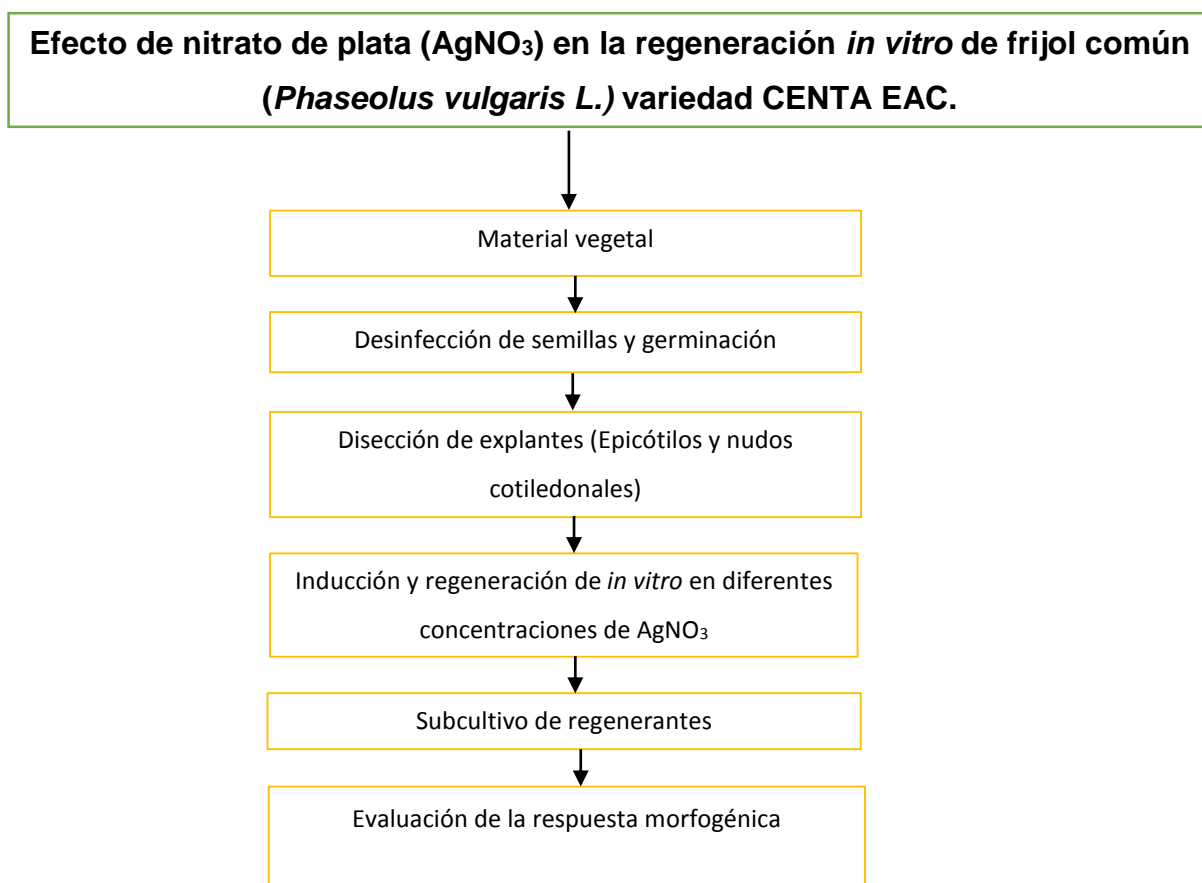 Efecto de nitrato de plata (AgNO₃) en la regeneración in vitro de frijol común
(Phaseolus vulgaris L.) variedad CENTA EAC.
Material vegetal
Desinfección de semillas y germinación
Disección de explantes (Epicótilos y nudos
cotiledonales)
Inducción y regeneración de in vitro en diferentes
concentraciones de AgNO₃
Subcultivo de regenerantes
Evaluación de la respuesta morfogénica